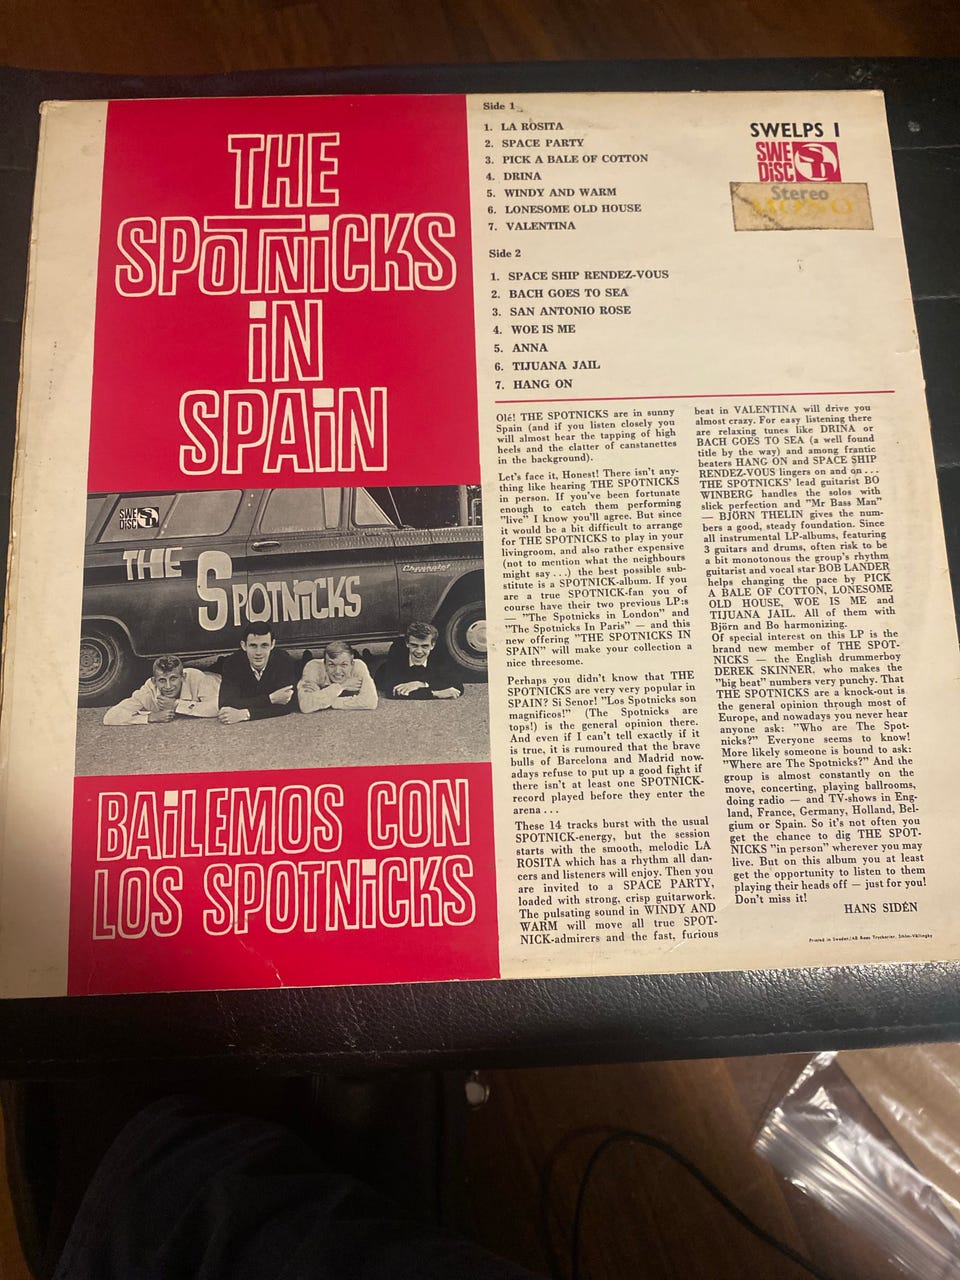 THE
SPOTNiCKS
iN
SPAiN
SWE
DISC
THE SPOTNiCKS
Chevrolet
BAiLEMOS CON
LOS SPOTNiCKS
Side 1
1. LA ROSITA
2. SPACE PARTY
3. PICK A BALE OF COTTON
4. DRINA
5. WINDY AND WARM
6. LONESOME OLD HOUSE
7. VALENTINA
Side 2
1. SPACE SHIP RENDEZ-VOUS
2. BACH GOES TO SEA
3. SAN ANTONIO ROSE
4. WOE IS ME
5. ANNA
6. TIJUANA JAIL
7. HANG ON
SWELPS 1
SWE
DISC
Stereo
Olé! THE SPOTNICKS are in sunny
Spain (and if you listen closely you
will almost hear the tapping of high
heels and the clatter of canstanettes
in the background).
Let's face it, Honest! There isn't any-
thing like hearing THE SPOTNICKS
in person. If you've been fortunate
enough to catch them performing
"live" I know you'll agree. But since
it would be a bit difficult to arrange
for THE SPOTNICKS to play in your
livingroom, and also rather expensive
(not to mention what the neighbours
might say...) the best possible sub-
stitute is a SPOTNICK-album. If you
are a true SPOTNICK-fan you of
course have their two previous LP:s
— "The Spotnicks in London" and
"The Spotnicks In Paris" — and this
new offering "THE SPOTNICKS IN
SPAIN" will make your collection a
nice threesome.
Perhaps you didn't know that THE
SPOTNICKS are very very popular in
SPAIN? Si Senor! "Los Spotnicks son
magnificos!" (The Spotnicks are
tops!) is the general opinion there.
And even if I can't tell exactly if it
is true, it is rumoured that the brave
bulls of Barcelona and Madrid now-
adays refuse to put up a good fight if
there isn't at least one SPOTNICK-
record played before they enter the
arena...
These 14 tracks burst with the usual
SPOTNICK-energy, but the session
starts with the smooth, melodic LA
ROSITA which has a rhythm all dan-
cers and listeners will enjoy. Then you
are invited to a SPACE PARTY,
loaded with strong, crisp guitarwork.
The pulsating sound in WINDY AND
WARM will move all true SPOT-
NICK-admirers and the fast, furious
beat in VALENTINA will drive you
almost crazy. For easy listening there
are relaxing tunes like DRINA or
BACH GOES TO SEA (a well found
title by the way) and among frantic
beaters HANG ON and SPACE SHIP
RENDEZ-VOUS lingers on and on...
THE SPOTNICKS' lead guitarist BO
WINBERG handles the solos with
slick perfection and "Mr Bass Man"
— BJÖRN THELIN gives the num-
bers a good, steady foundation. Since
all instrumental LP-albums, featuring
3 guitars and drums, often risk to be
a bit monotonous the group's rhythm
guitarist and vocal star BOB LANDER
helps changing the pace by PICK
A BALE OF COTTON, LONESOME
OLD HOUSE, WOE IS ME and
TIJUANA JAIL. All of them with
Björn and Bo harmonizing.
Of special interest on this LP is the
brand new member of THE SPOT-
NICKS — the English drummerboy
DEREK SKINNER, who makes the
"big beat" numbers very punchy. That
THE SPOTNICKS are a knock-out is
the general opinion through most of
Europe, and nowadays you never hear
anyone ask: "Who are The Spot-
nicks?" Everyone seems to know!
More likely someone is bound to ask:
"Where are The Spotnicks?" And the
group is almost constantly on the
move, concerting, playing ballrooms,
doing radio — and TV-shows in Eng-
land, France, Germany, Holland, Bel-
gium or Spain. So it's not often you
get the chance to dig THE SPOT-
NICKS "in person" wherever you may
live. But on this album you at least
get the opportunity to listen to them
playing their heads off — just for you!
Don't miss it!
HANS SIDÉN
Printed in Sweden/AB Roos Tryckerier, Sthlm-Vällingby